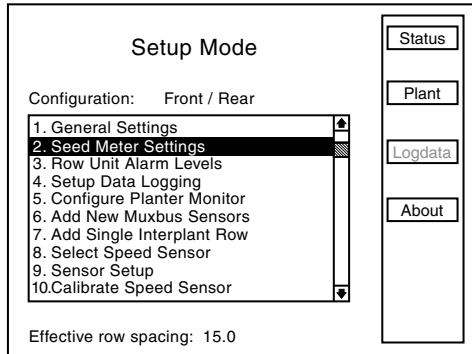 Setup Mode
Configuration: Front / Rear
1. General Settings
2. Seed Meter Settings
3. Row Unit Alarm Levels
4. Setup Data Logging
5. Configure Planter Monitor
6. Add New Muxbus Sensors
7. Add Single Interplant Row
8. Select Speed Sensor
9. Sensor Setup
10.Calibrate Speed Sensor
Effective row spacing: 15.0
Status
Plant
Logdata
About